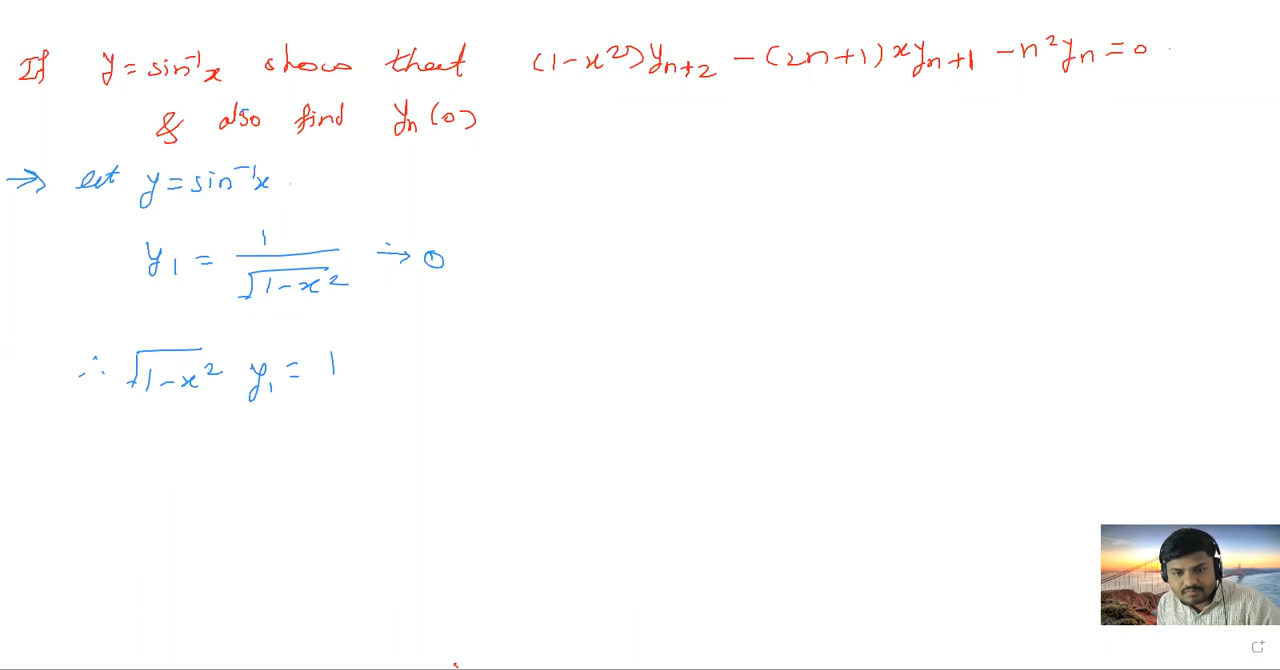 If y = sin⁻¹x show that (1-x²)yₙ₊₂ - (2n+1)xyₙ₊₁ - n²yₙ = 0
& also find yₙ(0)
⇒ let y = sin⁻¹x
y₁ = 1/√(1-x²) → ①
∴ √(1-x²) y₁ = 1